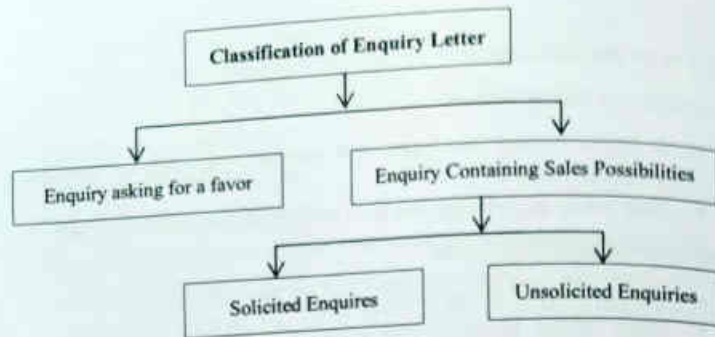 Classification of Enquiry Letter
Enquiry asking for a favor
Enquiry Containing Sales Possibilities
Solicited Enquires
Unsolicited Enquiries